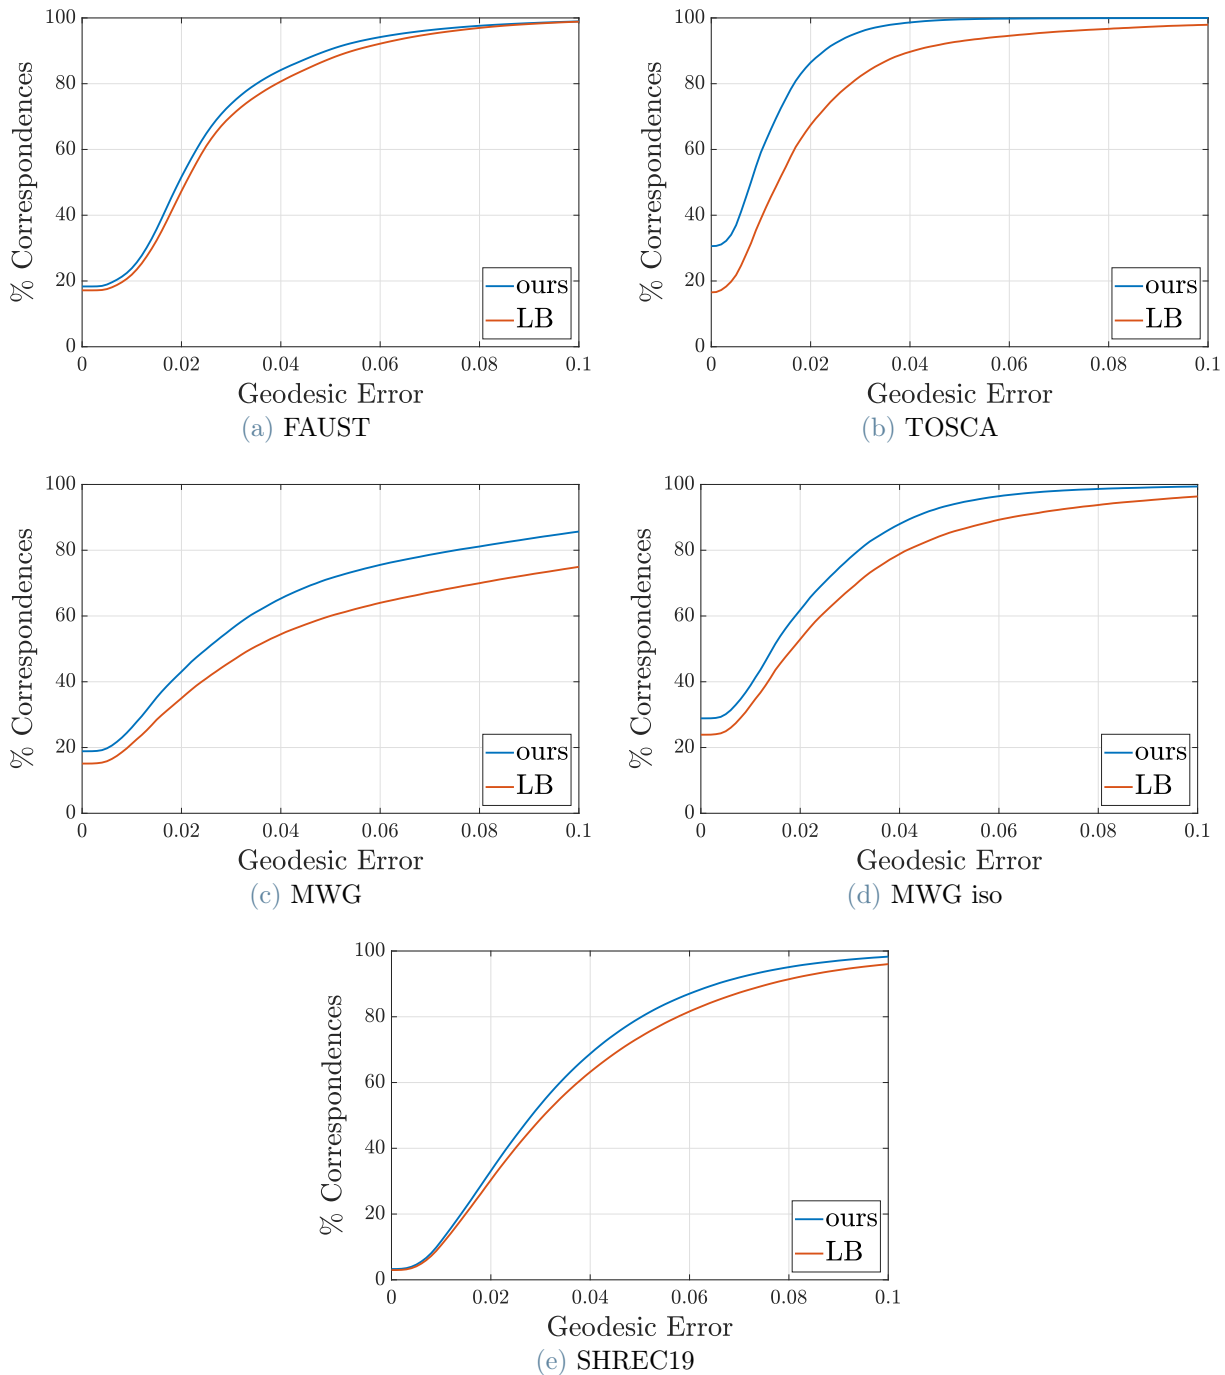 100
80
60
40
20
0
% Correspondences
ours
LB
0 0.02 0.04 0.06 0.08 0.1
Geodesic Error
(a) FAUST
100
80
60
40
20
0
% Correspondences
ours
LB
0 0.02 0.04 0.06 0.08 0.1
Geodesic Error
(b) TOSCA
100
80
60
40
20
0
% Correspondences
ours
LB
0 0.02 0.04 0.06 0.08 0.1
Geodesic Error
(c) MWG
100
80
60
40
20
0
% Correspondences
ours
LB
0 0.02 0.04 0.06 0.08 0.1
Geodesic Error
(d) MWG iso
100
80
60
40
20
0
% Correspondences
ours
LB
0 0.02 0.04 0.06 0.08 0.1
Geodesic Error
(e) SHREC19